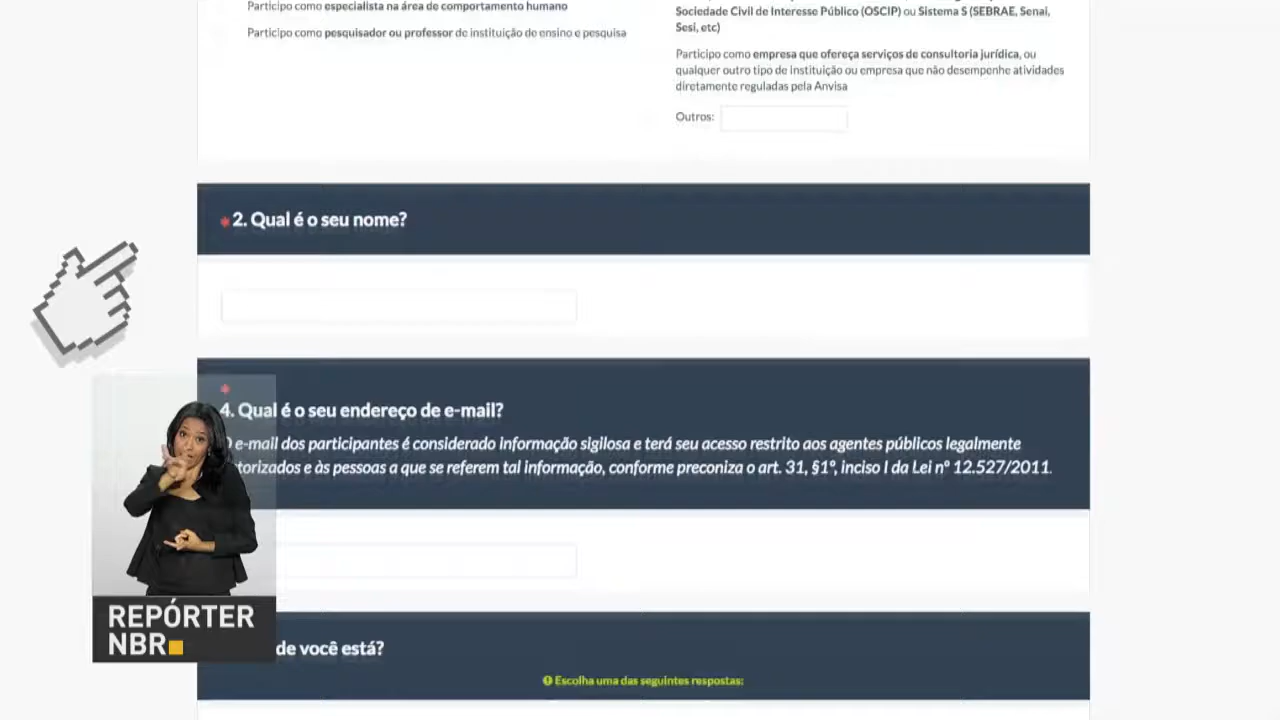 Participo como especialista na área de comportamento humano
Participo como pesquisador ou professor de instituição de ensino e pesquisa
Sociedade Civil de Interesse Público (OSCIP) ou Sistema S (SEBRAE, Senai,
Sesi, etc)
Participo como empresa que ofereça serviços de consultoria jurídica, ou
qualquer outro tipo de instituição ou empresa que não desempenhe atividades
diretamente reguladas pela Anvisa
Outros:
* 2. Qual é o seu nome?
*
4. Qual é o seu endereço de e-mail?
e-mail dos participantes é considerado informação sigilosa e terá seu acesso restrito aos agentes públicos legalmente
torizados e às pessoas a que se referem tal informação, conforme preconiza o art. 31, §1º, inciso I da Lei nº 12.527/2011.
de você está?
Escolha uma das seguintes respostas:
REPÓRTER
NBR